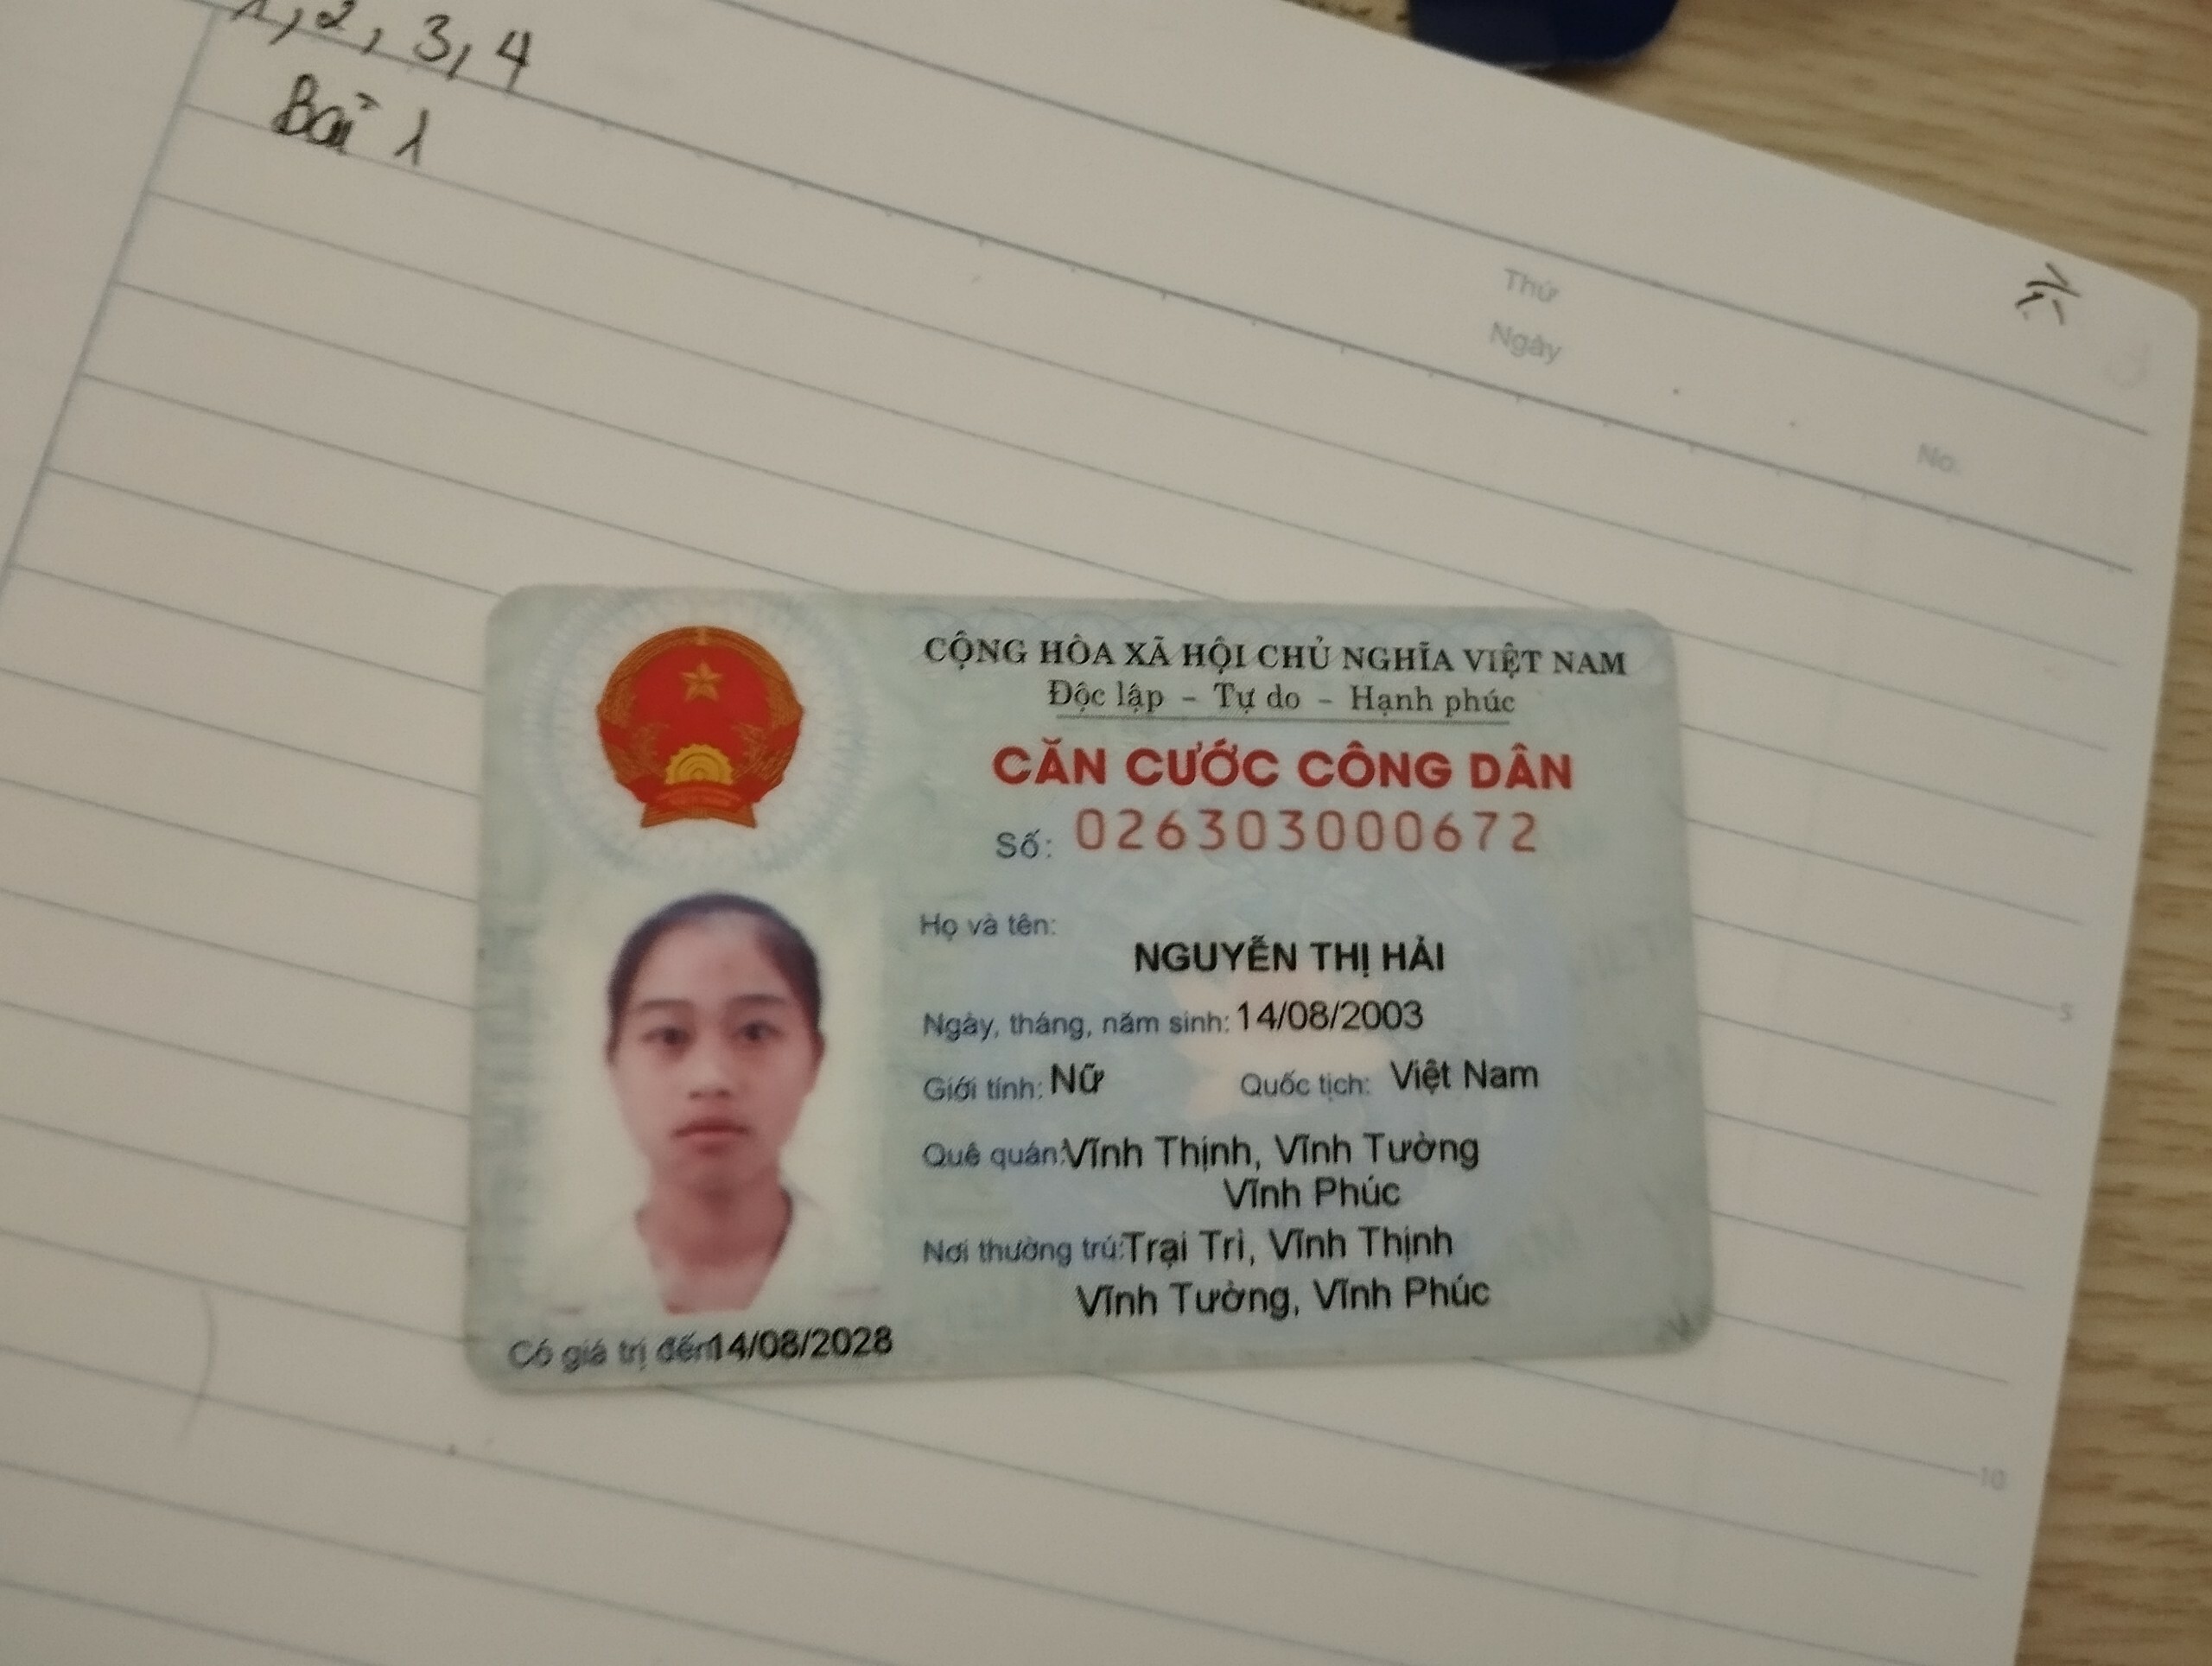 1, 2, 3, 4
Bài 1
Thứ
Ngày
No.
CỘNG HÒA XÃ HỘI CHỦ NGHĨA VIỆT NAM
Độc lập - Tự do - Hạnh phúc
CĂN CƯỚC CÔNG DÂN
Số: 026303000672
Họ và tên:
NGUYỄN THỊ HẢI
Ngày, tháng, năm sinh: 14/08/2003
Giới tính: Nữ Quốc tịch: Việt Nam
Quê quán: Vĩnh Thịnh, Vĩnh Tường
Vĩnh Phúc
Nơi thường trú: Trại Trì, Vĩnh Thịnh
Vĩnh Tường, Vĩnh Phúc
Có giá trị đến 14/08/2028
5
10